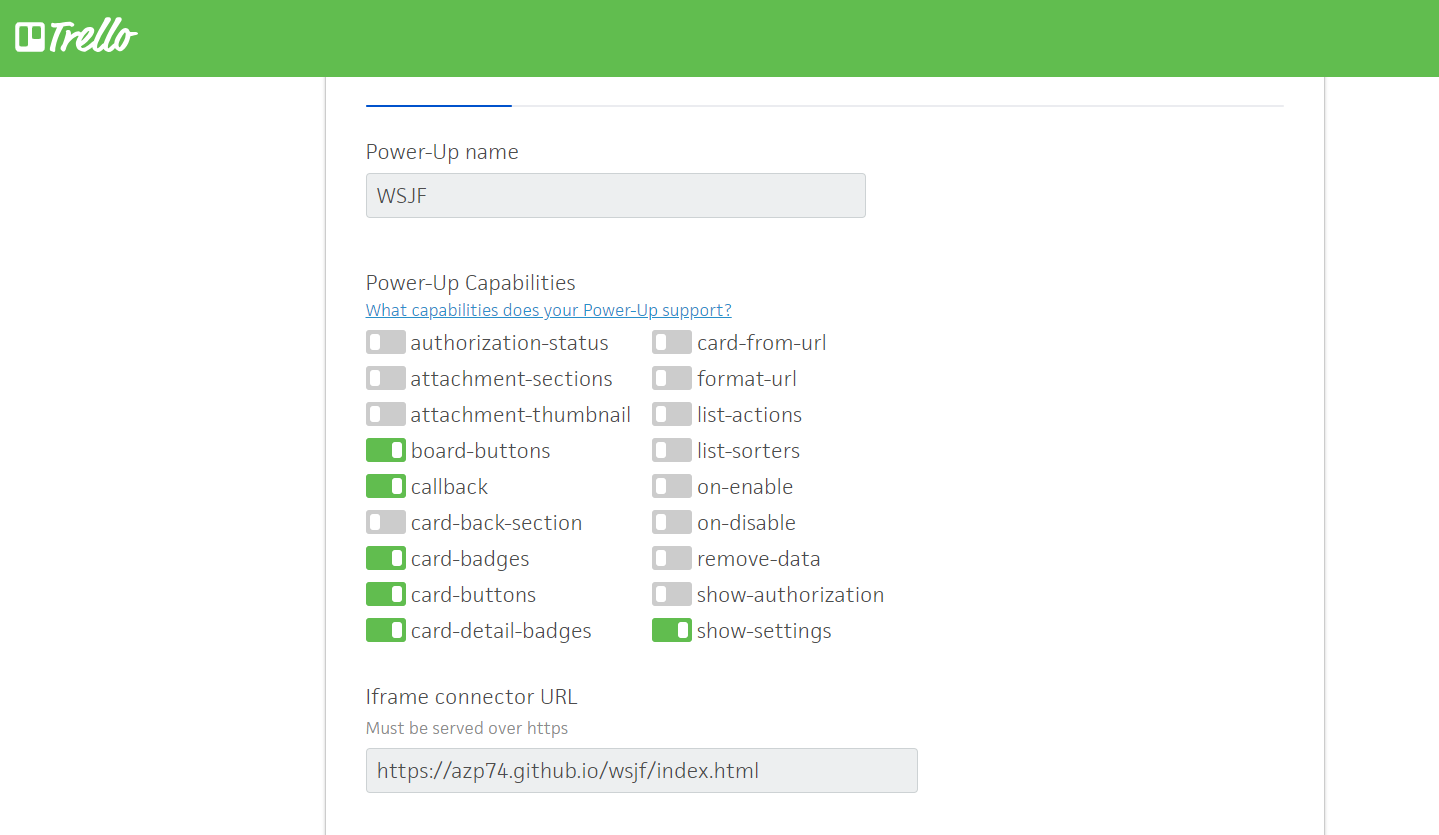 Trello
Power-Up name
WSJF
Power-Up Capabilities
What capabilities does your Power-Up support?
authorization-status
attachment-sections
attachment-thumbnail
board-buttons
callback
card-back-section
card-badges
card-buttons
card-detail-badges
card-from-url
format-url
list-actions
list-sorters
on-enable
on-disable
remove-data
show-authorization
show-settings
Iframe connector URL
Must be served over https
https://azp74.github.io/wsjf/index.html